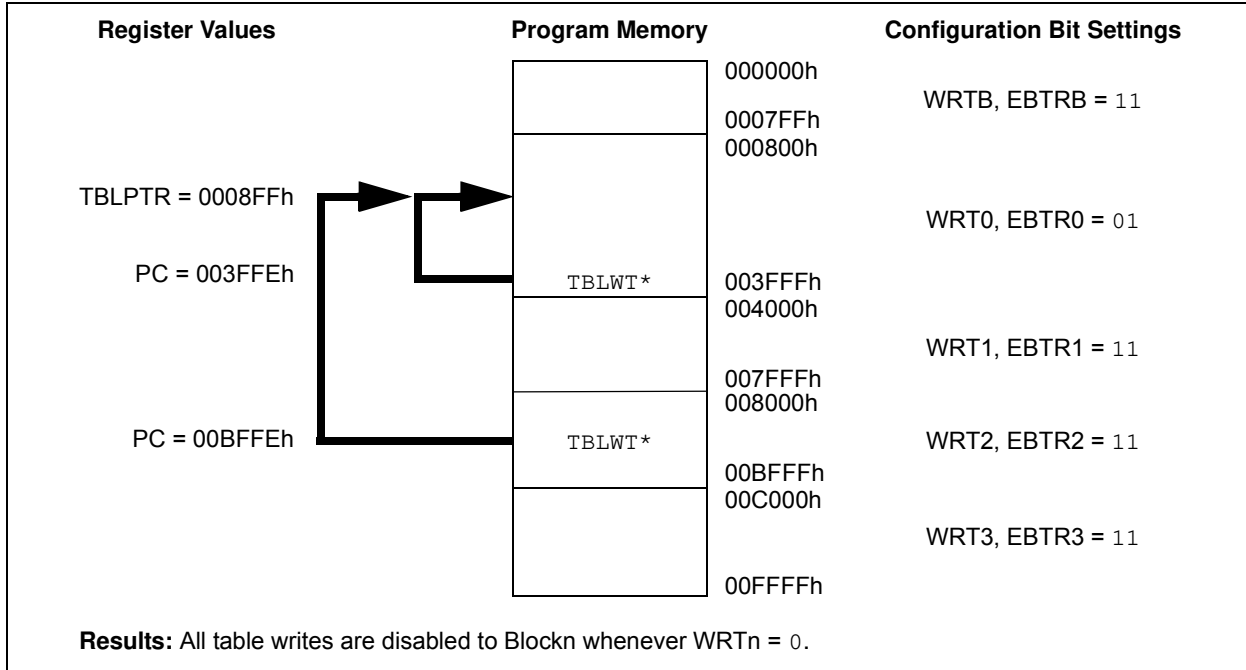 Register Values Program Memory Configuration Bit Settings
000000h
WRTB, EBTRB = 11
0007FFh
000800h
TBLPTR = 0008FFh
WRT0, EBTR0 = 01
PC = 003FFEh TBLWT* 003FFFh
004000h
WRT1, EBTR1 = 11
007FFFh
008000h
PC = 00BFFEh TBLWT* WRT2, EBTR2 = 11
00BFFFh
00C000h
WRT3, EBTR3 = 11
00FFFFh
Results: All table writes are disabled to Blockn whenever WRTn = 0.